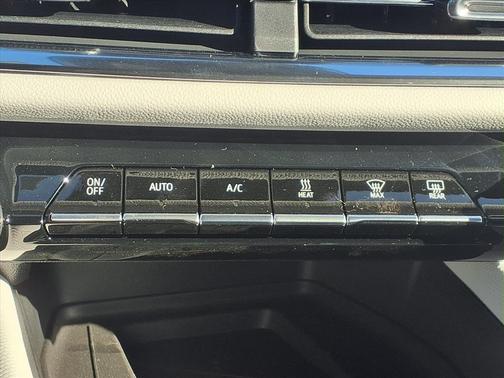 ON/
OFF
AUTO
A/C
HEAT
MAX
REAR